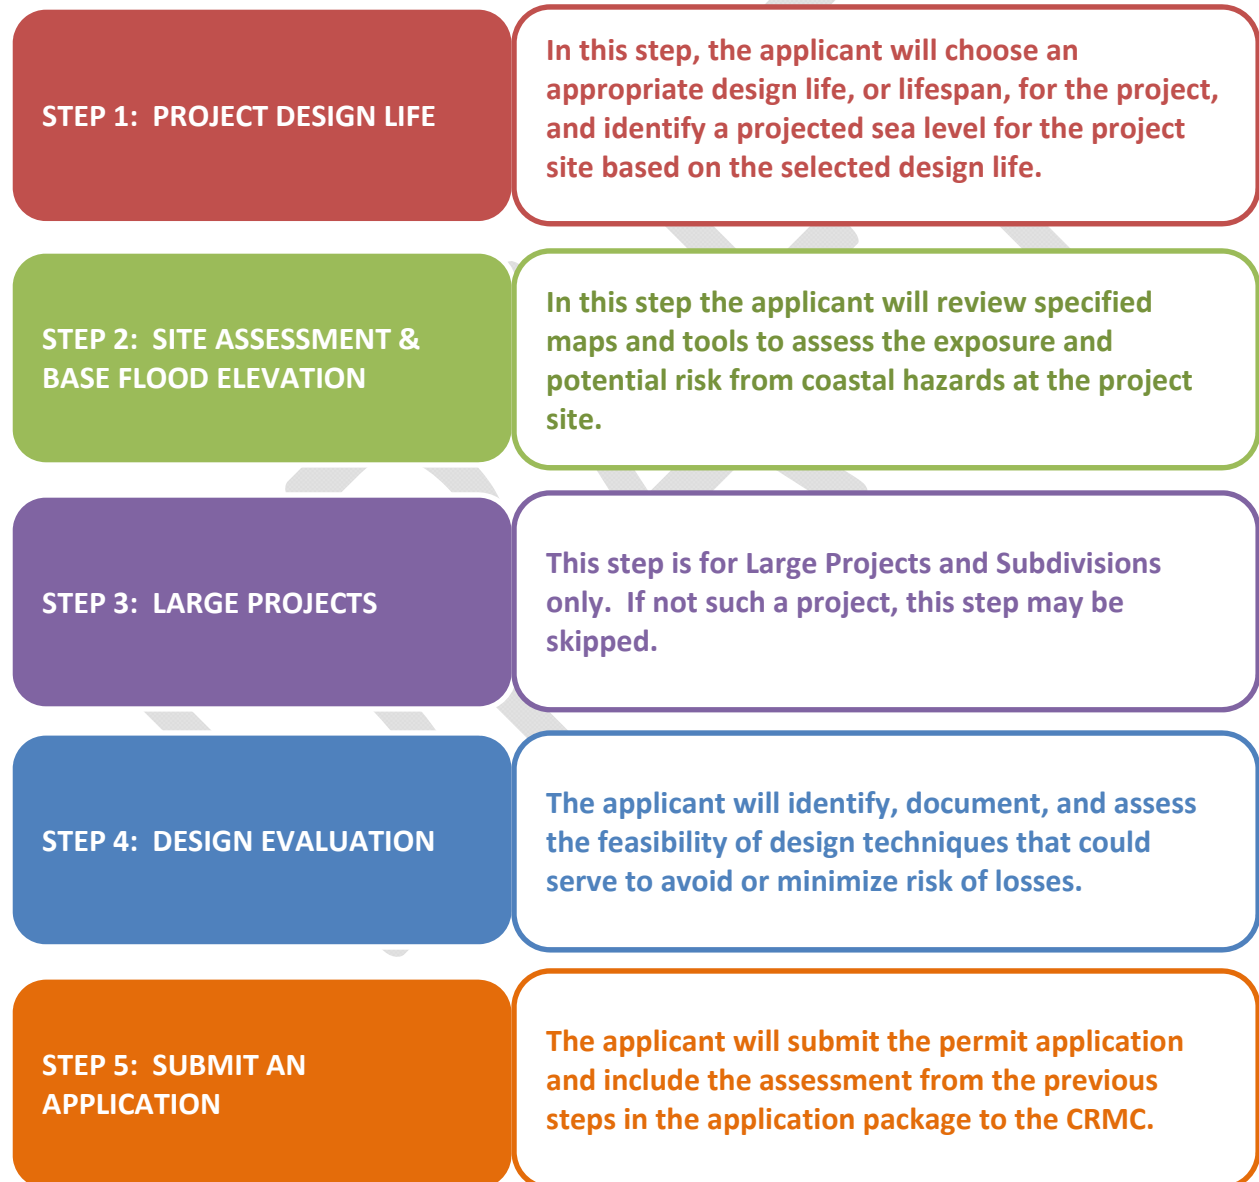 STEP 1:  PROJECT DESIGN LIFE
In this step, the applicant will choose an
appropriate design life, or lifespan, for the project,
and identify a projected sea level for the project
site based on the selected design life.
STEP 2:  SITE ASSESSMENT &
BASE FLOOD ELEVATION
In this step the applicant will review specified
maps and tools to assess the exposure and
potential risk from coastal hazards at the project
site.
STEP 3:  LARGE PROJECTS
This step is for Large Projects and Subdivisions
only.  If not such a project, this step may be
skipped.
STEP 4:  DESIGN EVALUATION
The applicant will identify, document, and assess
the feasibility of design techniques that could
serve to avoid or minimize risk of losses.
STEP 5:  SUBMIT AN
APPLICATION
The applicant will submit the permit application
and include the assessment from the previous
steps in the application package to the CRMC.